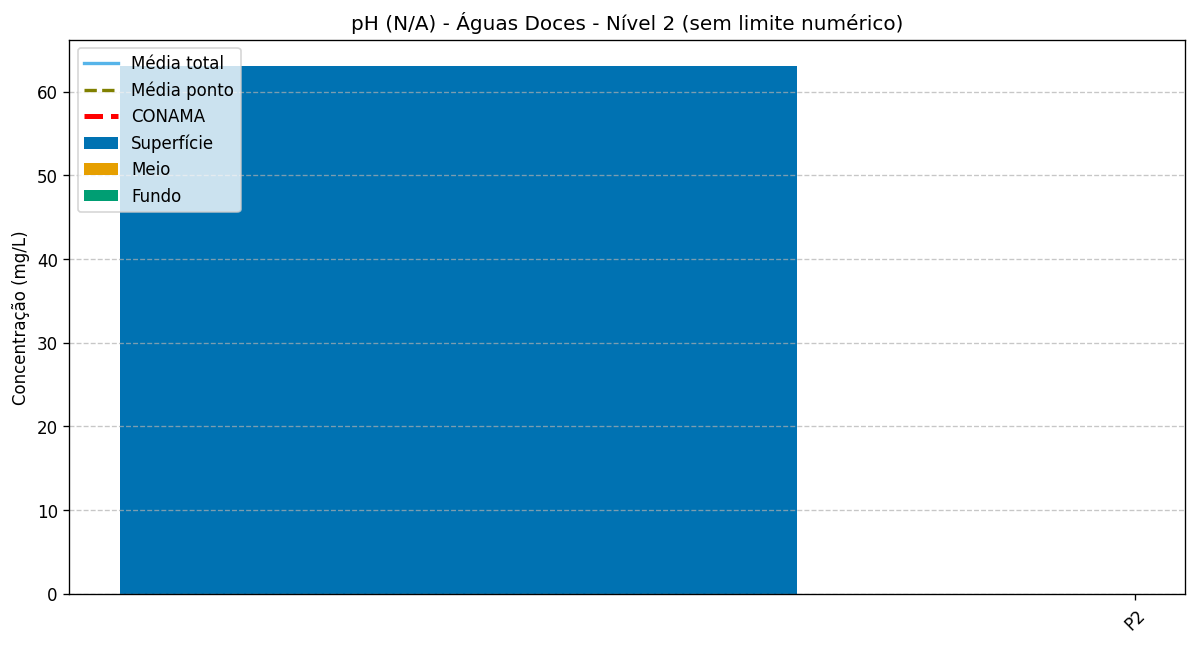 pH (N/A) - Águas Doces - Nível 2 (sem limite numérico)
Média total
Média ponto
CONAMA
Superfície
Meio
Fundo
Concentração (mg/L)
60
50
40
30
20
10
0
P2